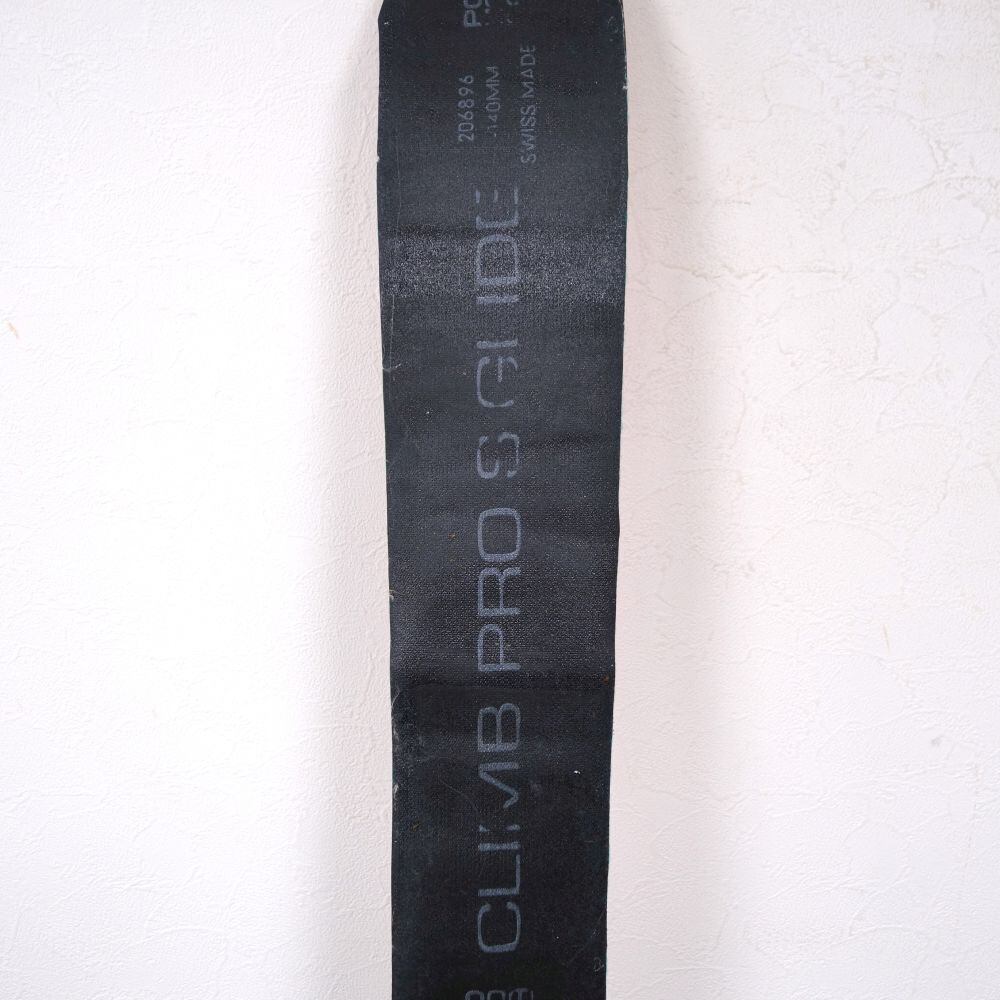 CLIMB PRO S GLIDE
206896
140MM
SWISS MADE